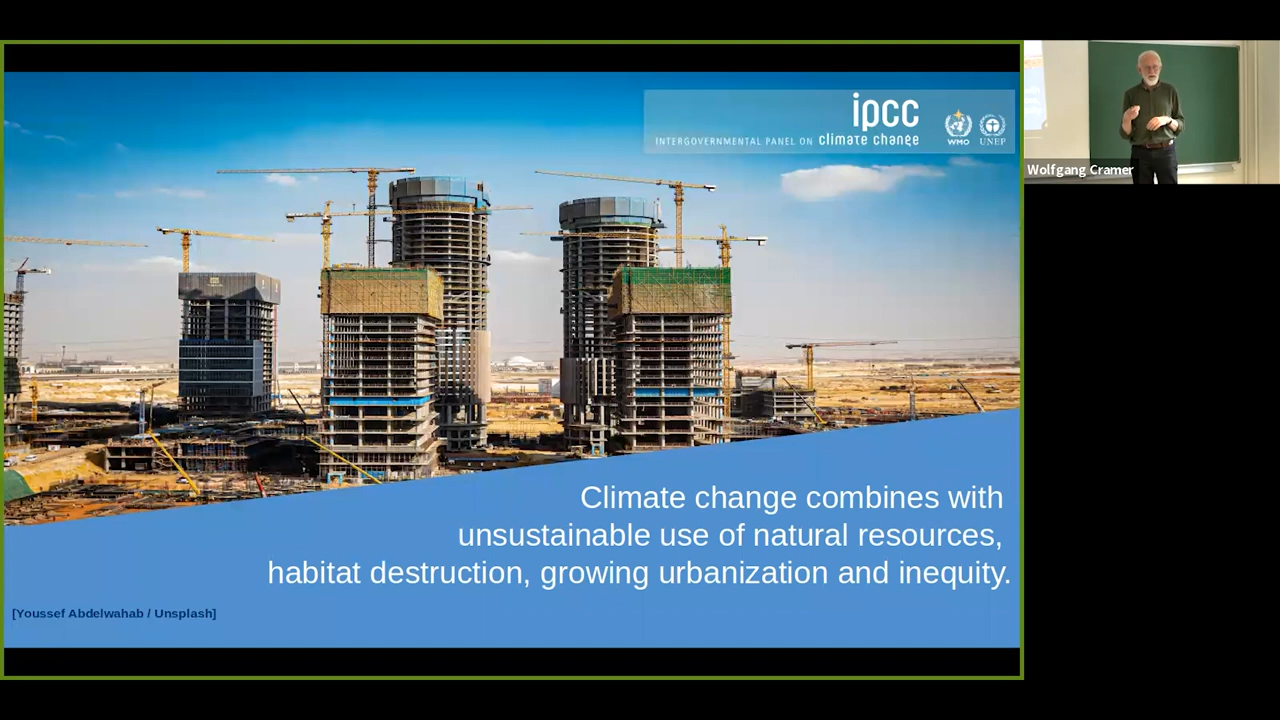 ipcc
INTERGOVERNMENTAL PANEL ON climate change
WMO
UNEP
Wolfgang Cramer
Climate change combines with
unsustainable use of natural resources,
habitat destruction, growing urbanization and inequity.
[Youssef Abdelwahab / Unsplash]